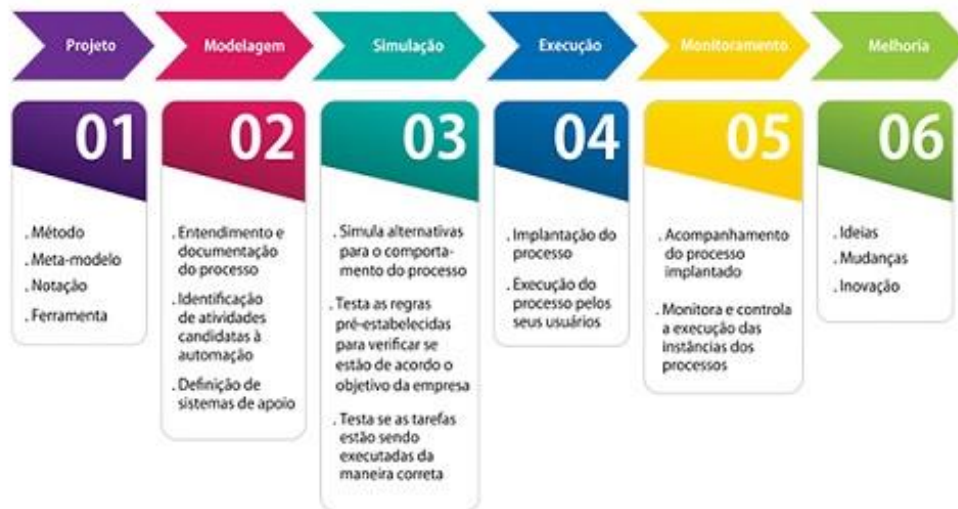 Projeto
Modelagem
Simulação
Execução
Monitoramento
Melhoria
01
. Método
. Meta-modelo
. Notação
. Ferramenta
02
. Entendimento e
documentação
do processo
. Identificação
de atividades
candidatas à
automação
. Definição de
sistemas de apoio
03
. Simula alternativas
para o comporta-
mento do processo
. Testa as regras
pré-estabelecidas
para verificar se
estão de acordo o
objetivo da empresa
. Testa se as tarefas
estão sendo
executadas da
maneira correta
04
. Implantação do
processo
. Execução do
processo pelos
seus usuários
05
. Acompanhamento
do processo
implantado
. Monitora e controla
a execução das
instâncias dos
processos
06
. Ideias
. Mudanças
. Inovação